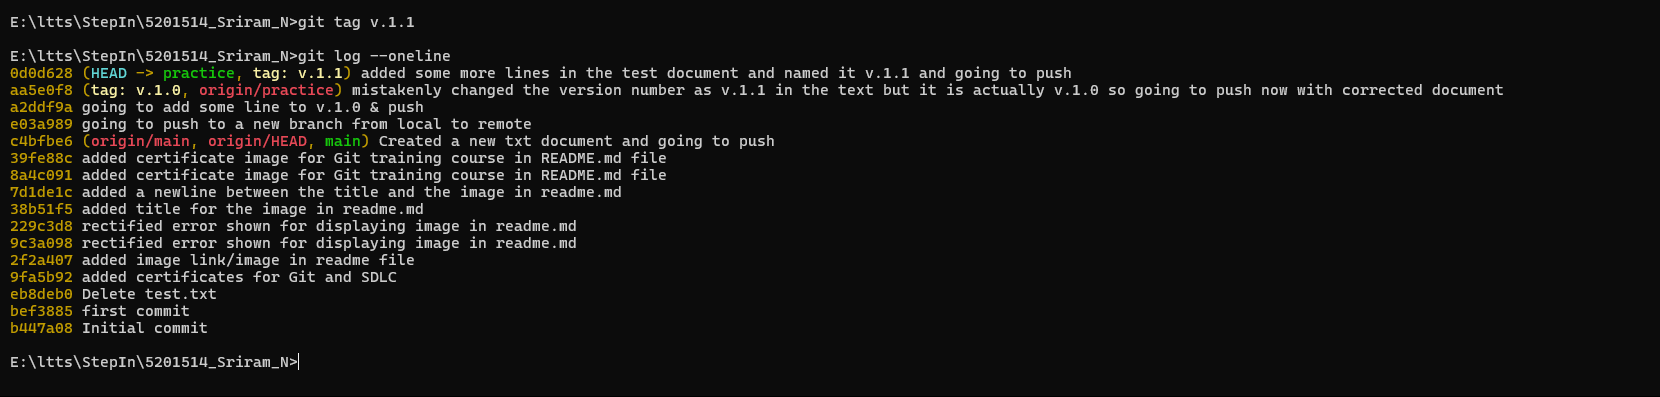 E:\ltts\StepIn\5201514_Sriram_N>git tag v.1.1
E:\ltts\StepIn\5201514_Sriram_N>git log --oneline
0d0d628 (HEAD -> practice, tag: v.1.1) added some more lines in the test document and named it v.1.1 and going to push
aa5e0f8 (tag: v.1.0, origin/practice) mistakenly changed the version number as v.1.1 in the text but it is actually v.1.0 so going to push now with corrected document
a2ddf9a going to add some line to v.1.0 & push
e03a989 going to push to a new branch from local to remote
c4bfbe6 (origin/main, origin/HEAD, main) Created a new txt document and going to push
39fe88c added certificate image for Git training course in README.md file
8a4c091 added certificate image for Git training course in README.md file
7d1de1c added a newline between the title and the image in readme.md
38b51f5 added title for the image in readme.md
229c3d8 rectified error shown for displaying image in readme.md
9c3a098 rectified error shown for displaying image in readme.md
2f2a407 added image link/image in readme file
9fa5b92 added certificates for Git and SDLC
eb8deb0 Delete test.txt
bef3885 first commit
b447a08 Initial commit
E:\ltts\StepIn\5201514_Sriram_N>